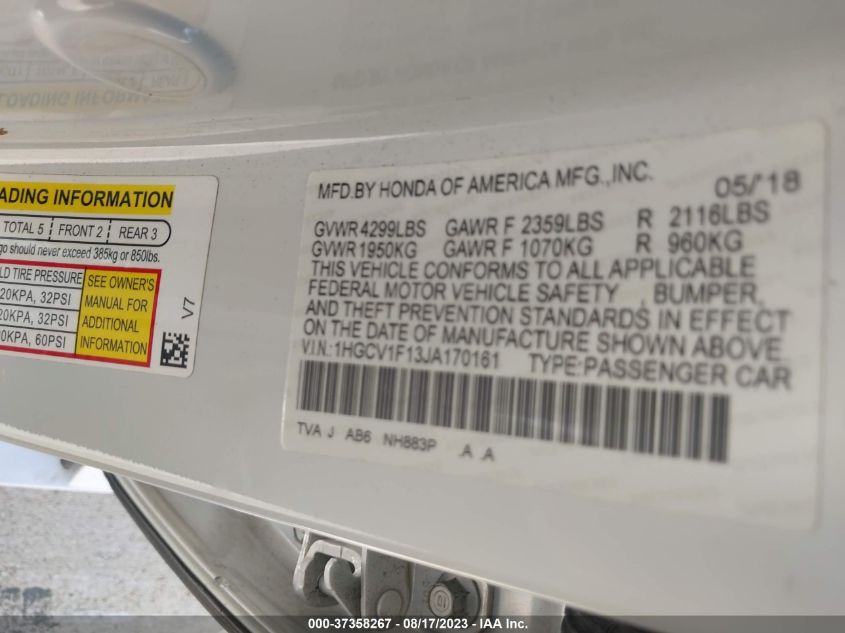 ADING INFORMATION
TOTAL 5 FRONT 2 REAR 3
go should never exceed 385kg or 850lbs.
LD TIRE PRESSURE
20KPA, 32PSI
20KPA, 32PSI
20KPA, 60PSI
SEE OWNER'S
MANUAL FOR
ADDITIONAL
INFORMATION
V7
MFD.BY HONDA OF AMERICA MFG.,INC. 05/'18
GVWR 4299LBS GAWR F 2359LBS R 2116LBS
GVWR 1950KG GAWR F 1070KG R 960KG
THIS VEHICLE CONFORMS TO ALL APPLICABLE
FEDERAL MOTOR VEHICLE SAFETY , BUMPER,
AND THEFT PREVENTION STANDARDS IN EFFECT
ON THE DATE OF MANUFACTURE SHOWN ABOVE
V.I.N.:1HGCV1F13JA170161 TYPE:PASSENGER CAR
TVA J AB6 NH883P .A .A
000-37358267 - 08/17/2023 - IAA Inc.